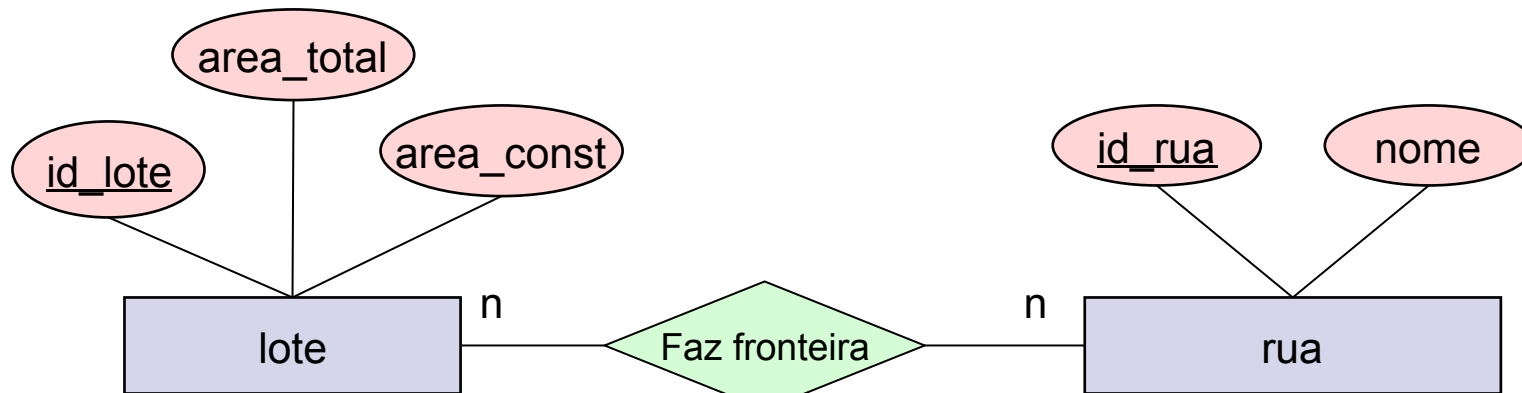 area_total
id_lote
area_const
id_rua
nome
n
n
lote
Faz fronteira
rua